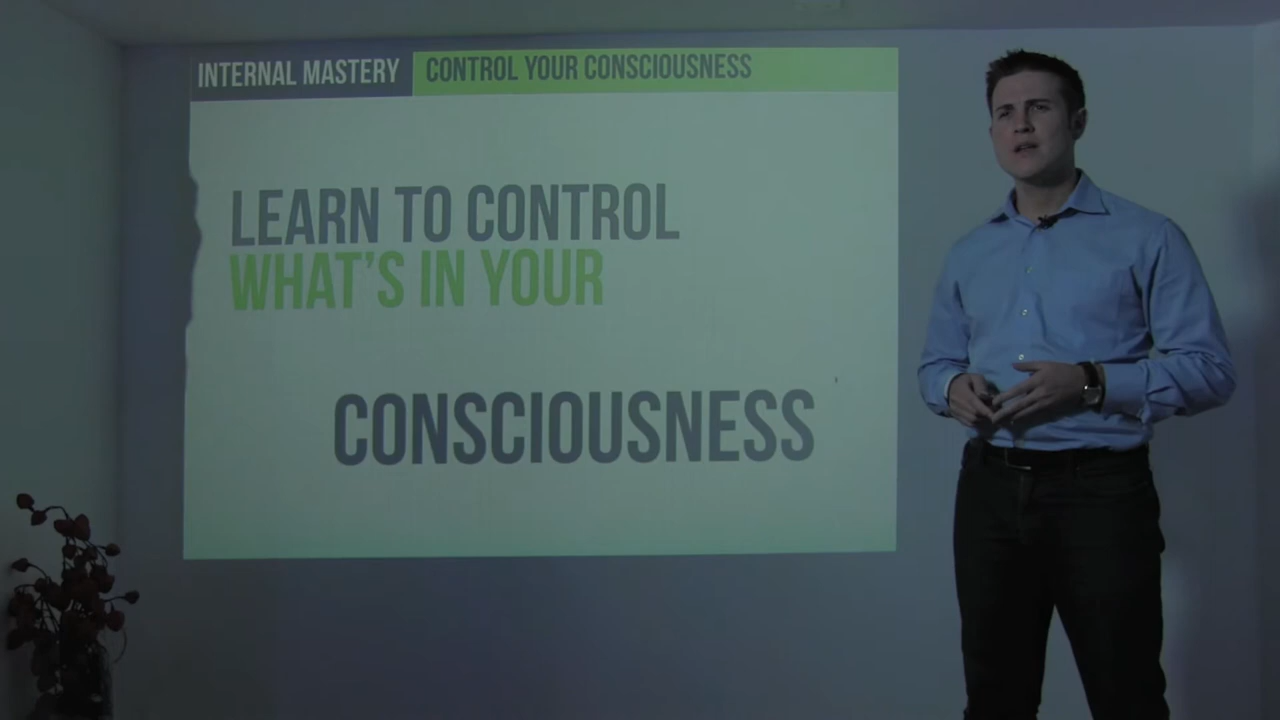 INTERNAL MASTERY
CONTROL YOUR CONSCIOUSNESS
LEARN TO CONTROL
WHAT'S IN YOUR
CONSCIOUSNESS